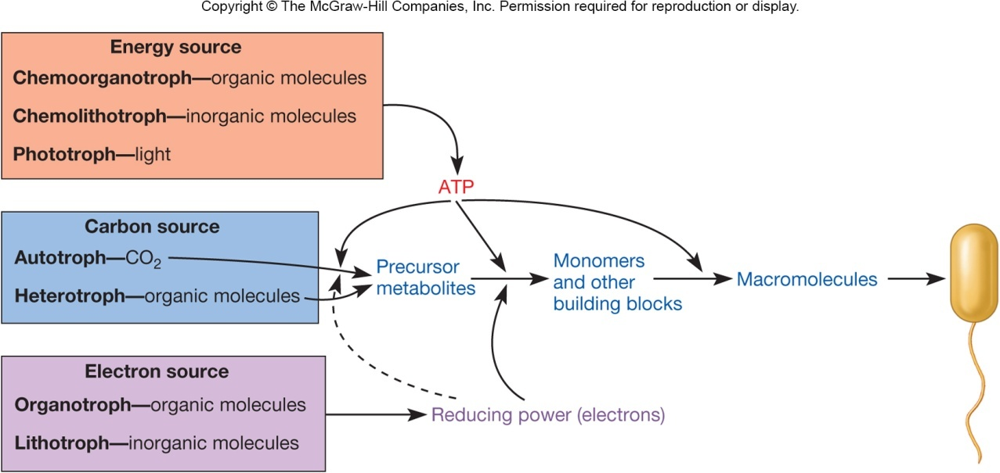 Copyright © The McGraw-Hill Companies, Inc. Permission required for reproduction or display.
Energy source
Chemoorganotroph—organic molecules
Chemolithotroph—inorganic molecules
Phototroph—light
ATP
Carbon source
Autotroph—CO₂
Heterotroph—organic molecules
Precursor
metabolites
Monomers
and other
building blocks
Macromolecules
Electron source
Organotroph—organic molecules
Lithotroph—inorganic molecules
Reducing power (electrons)